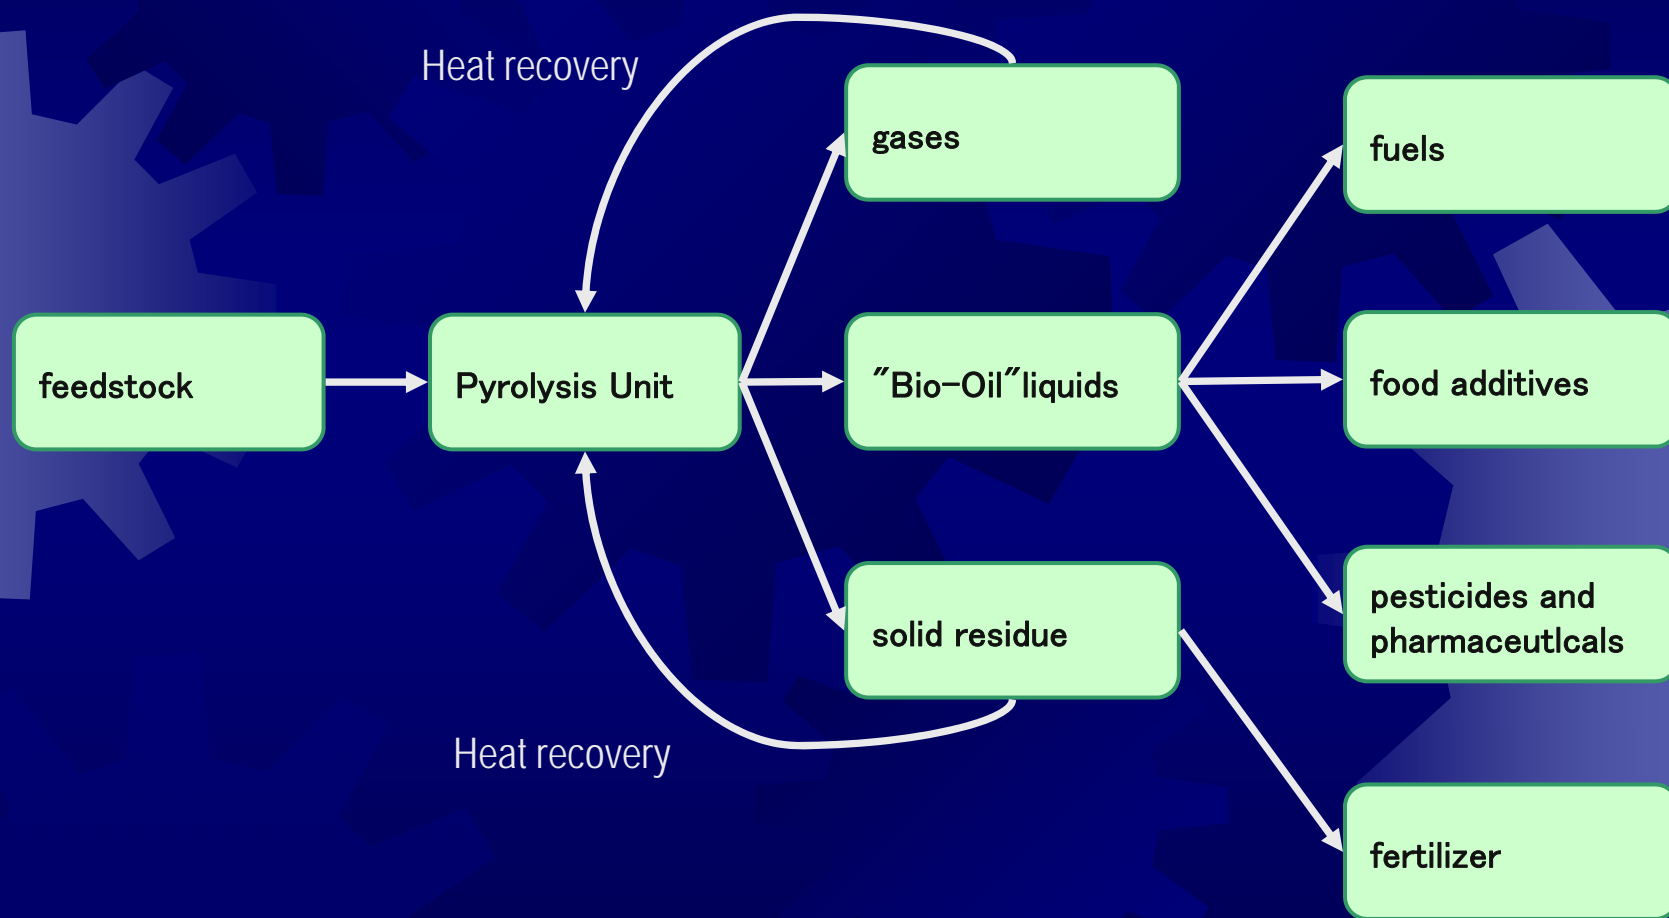 Heat recovery
gases
fuels
feedstock
Pyrolysis Unit
"Bio-Oil"liquids
food additives
pesticides and
pharmaceutlcals
solid residue
Heat recovery
fertilizer